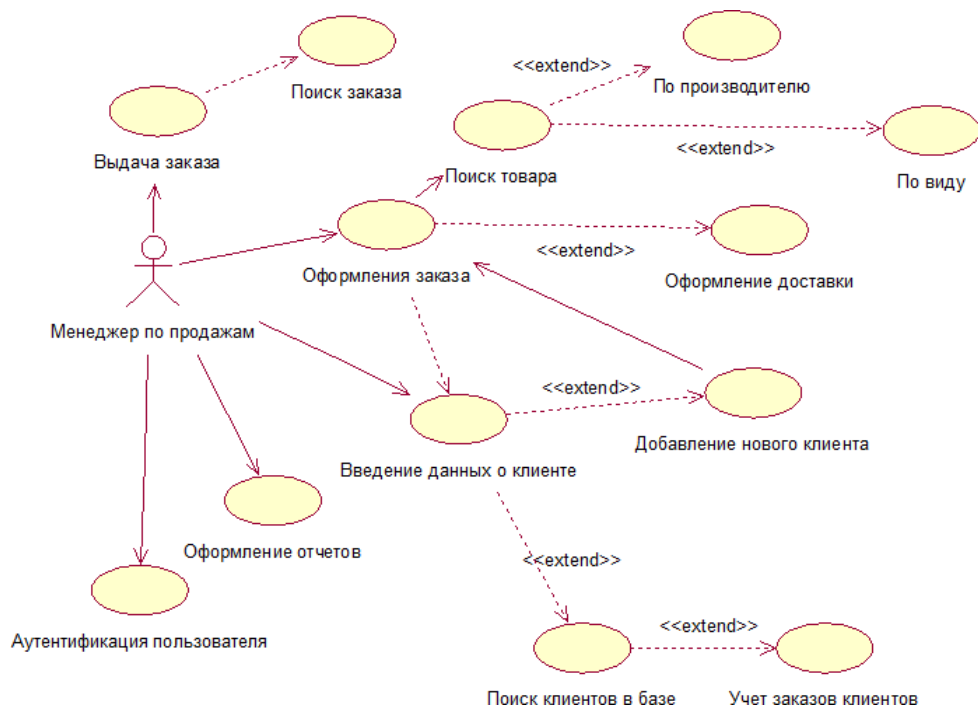 Поиск заказа
<<extend>>
По производителю
Выдача заказа
<<extend>>
Поиск товара
По виду
<<extend>>
Оформления заказа
Оформление доставки
Менеджер по продажам
<<extend>>
Добавление нового клиента
Введение данных о клиенте
Оформление отчетов
<<extend>>
Аутентификация пользователя
<<extend>>
Поиск клиентов в базе
Учет заказов клиентов